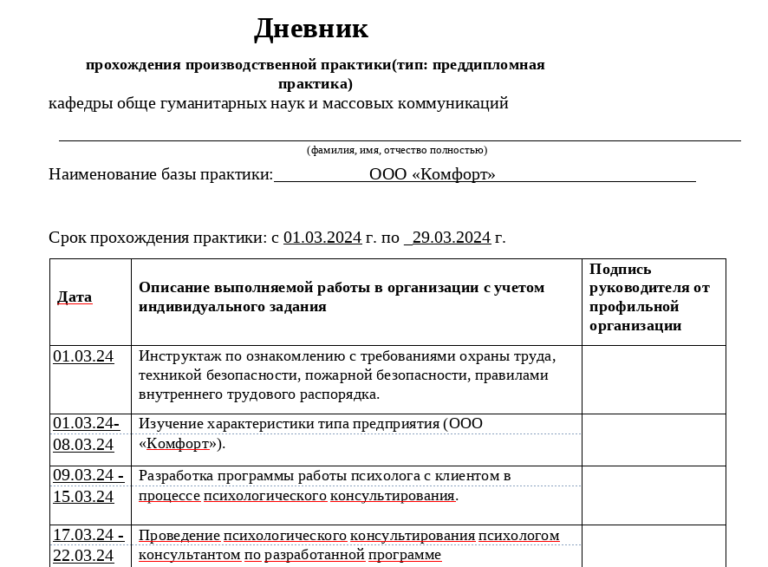 Дневник
прохождения производственной практики(тип: преддипломная
практика)
кафедры обще гуманитарных наук и массовых коммуникаций
(фамилия, имя, отчество полностью)
Наименование базы практики: ООО «Комфорт»
Срок прохождения практики: с 01.03.2024 г. по _29.03.2024 г.
Дата
Описание выполняемой работы в организации с учетом
индивидуального задания
Подпись
руководителя от
профильной
организации
01.03.24
Инструктаж по ознакомлению с требованиями охраны труда,
техникой безопасности, пожарной безопасности, правилами
внутреннего трудового распорядка.
01.03.24-
08.03.24
Изучение характеристики типа предприятия (ООО
«Комфорт»).
09.03.24 -
15.03.24
Разработка программы работы психолога с клиентом в
процессе психологического консультирования.
17.03.24 -
22.03.24
Проведение психологического консультирования психологом
консультантом по разработанной программе